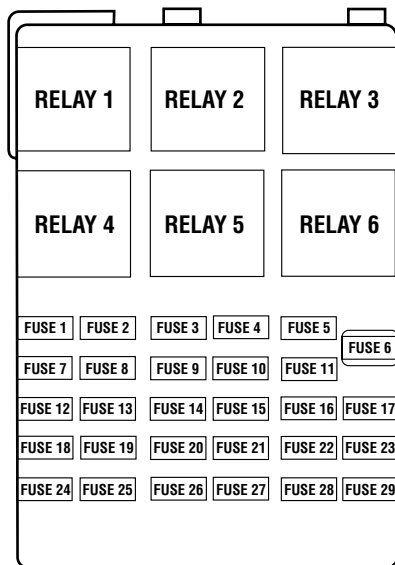 RELAY 1 RELAY 2 RELAY 3
RELAY 4 RELAY 5 RELAY 6
FUSE 1 FUSE 2 FUSE 3 FUSE 4 FUSE 5
FUSE 6
FUSE 7 FUSE 8 FUSE 9 FUSE 10 FUSE 11
FUSE 12 FUSE 13 FUSE 14 FUSE 15 FUSE 16 FUSE 17
FUSE 18 FUSE 19 FUSE 20 FUSE 21 FUSE 22 FUSE 23
FUSE 24 FUSE 25 FUSE 26 FUSE 27 FUSE 28 FUSE 29